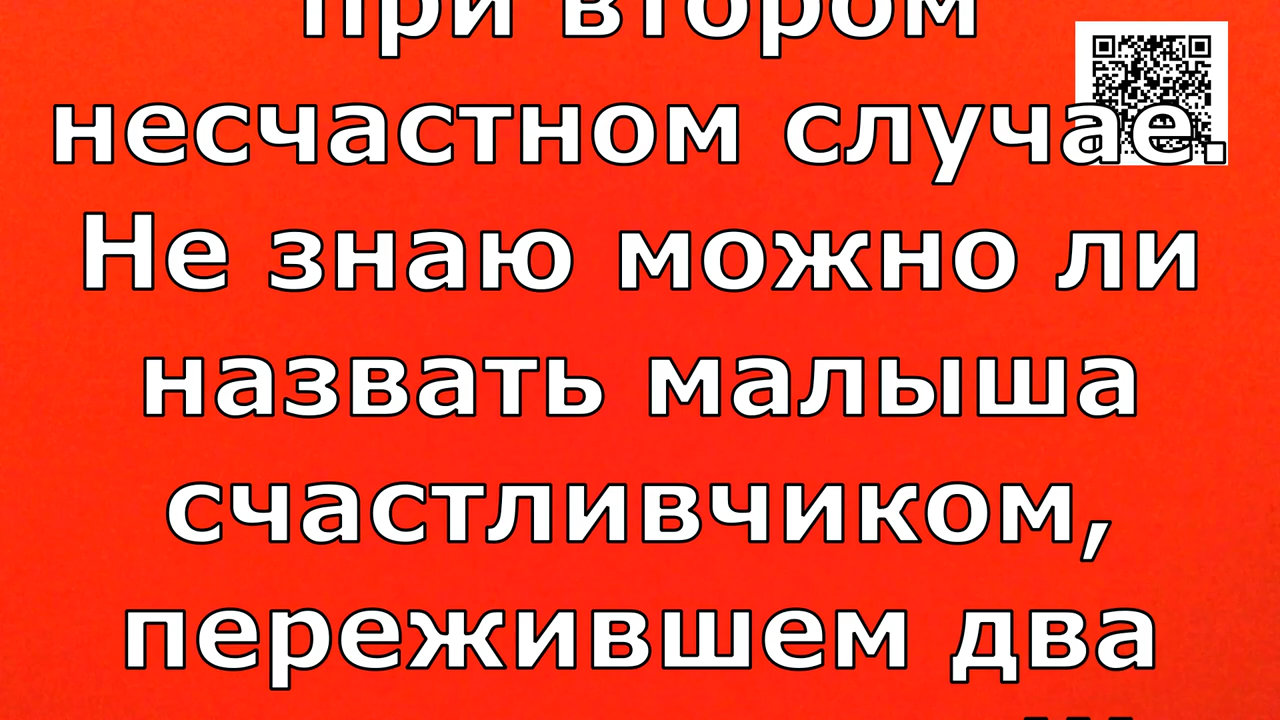 при втором
несчастном случае.
Не знаю можно ли
назвать малыша
счастливчиком,
пережившем два